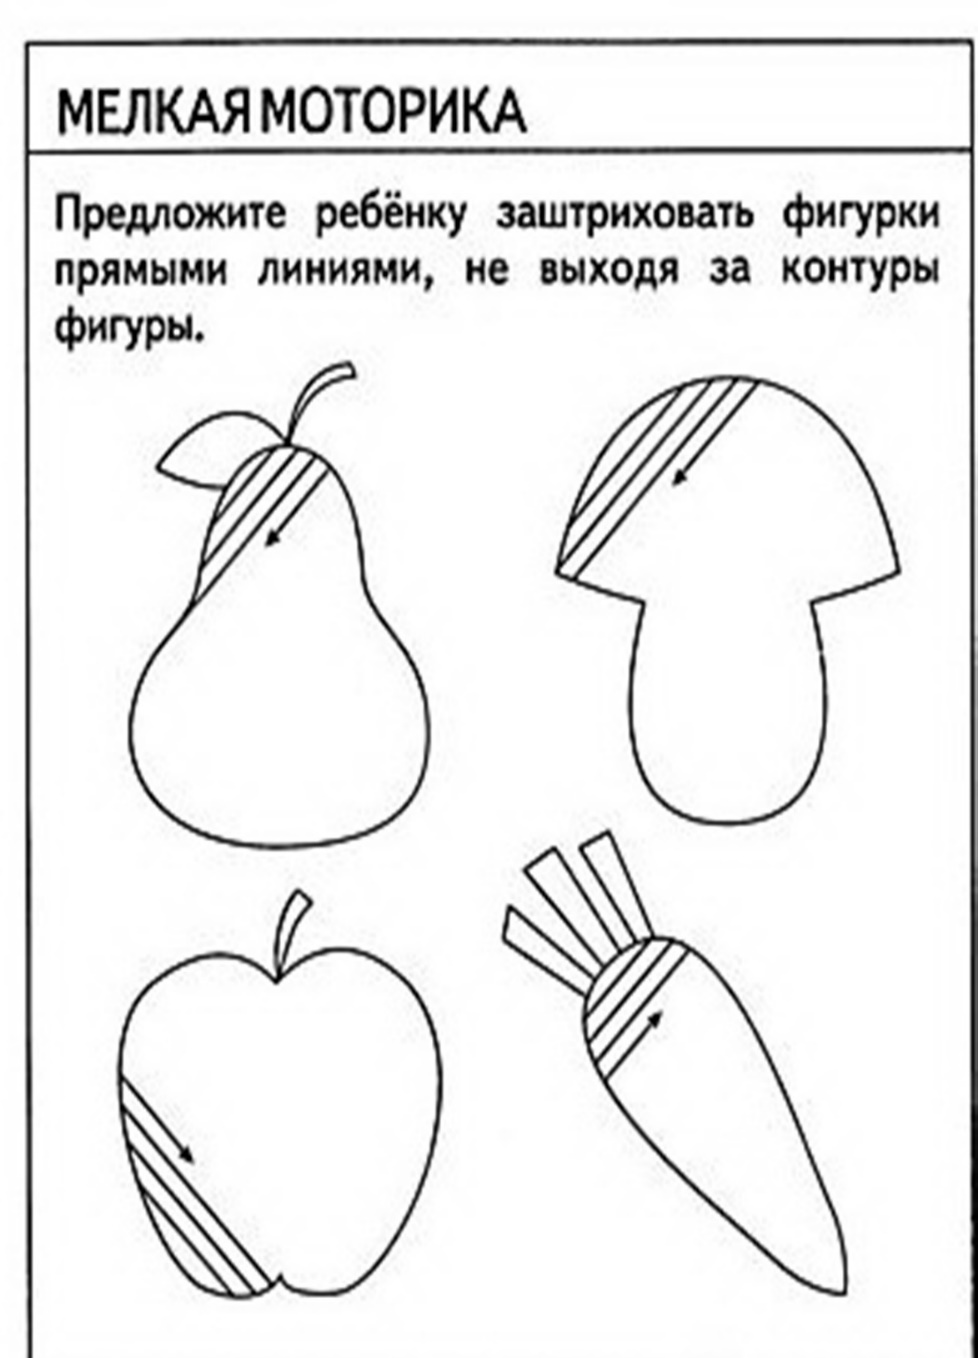 МЕЛКАЯ МОТОРИКА
Предложите ребёнку заштриховать фигурки
прямыми линиями, не выходя за контуры
фигуры.